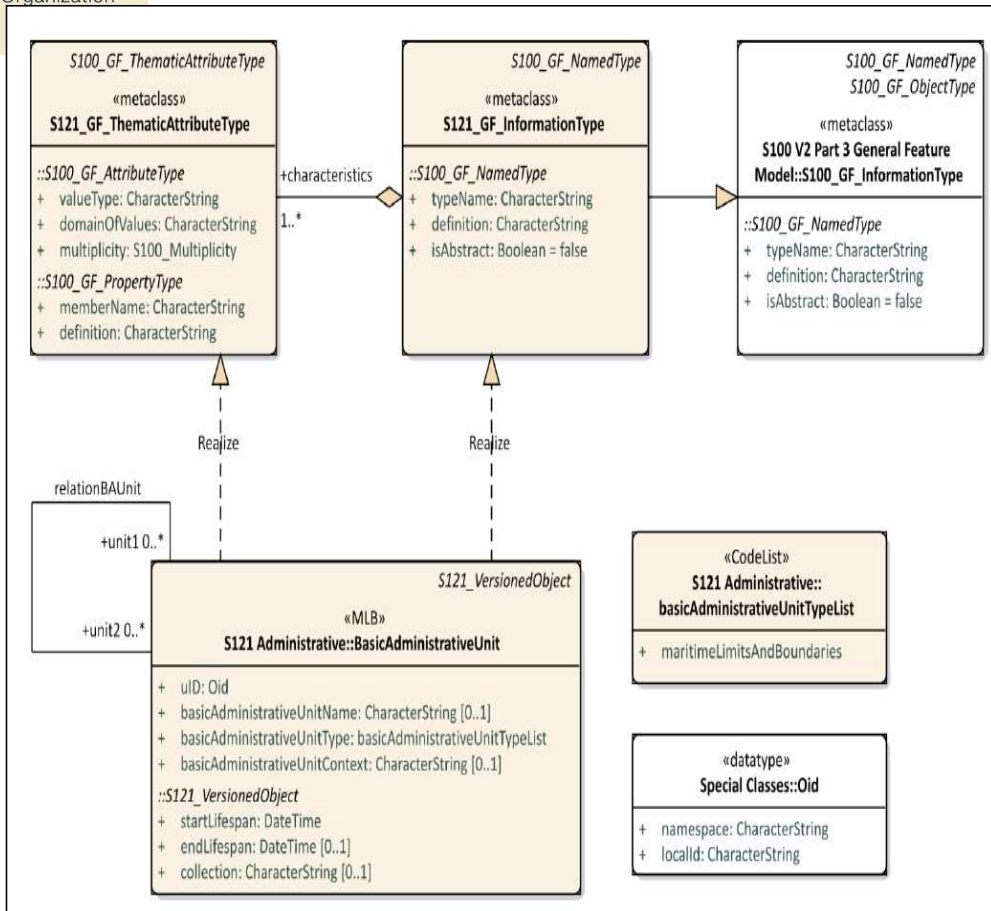 Organization
S100_GF_ThematicAttributeType
«metaclass»
S121_GF_ThematicAttributeType
::S100_GF_AttributeType
+ valueType: CharacterString
+ domainOfValues: CharacterString
+ multiplicity: S100_Multiplicity
::S100_GF_PropertyType
+ memberName: CharacterString
+ definition: CharacterString
+characteristics
1..*
S100_GF_NamedType
«metaclass»
S121_GF_InformationType
::S100_GF_NamedType
+ typeName: CharacterString
+ definition: CharacterString
+ isAbstract: Boolean = false
S100_GF_NamedType
S100_GF_ObjectType
«metaclass»
S100 V2 Part 3 General Feature
Model::S100_GF_InformationType
::S100_GF_NamedType
+ typeName: CharacterString
+ definition: CharacterString
+ isAbstract: Boolean = false
Realize
Realize
relationBAUnit
+unit1 0..*
+unit2 0..*
S121_VersionedObject
«MLB»
S121 Administrative::BasicAdministrativeUnit
+ uID: Oid
+ basicAdministrativeUnitName: CharacterString [0..1]
+ basicAdministrativeUnitType: basicAdministrativeUnitTypeList
+ basicAdministrativeUnitContext: CharacterString [0..1]
::S121_VersionedObject
+ startLifespan: DateTime
+ endLifespan: DateTime [0..1]
+ collection: CharacterString [0..1]
«CodeList»
S121 Administrative::
basicAdministrativeUnitTypeList
+ maritimeLimitsAndBoundaries
«datatype»
Special Classes::Oid
+ namespace: CharacterString
+ localId: CharacterString